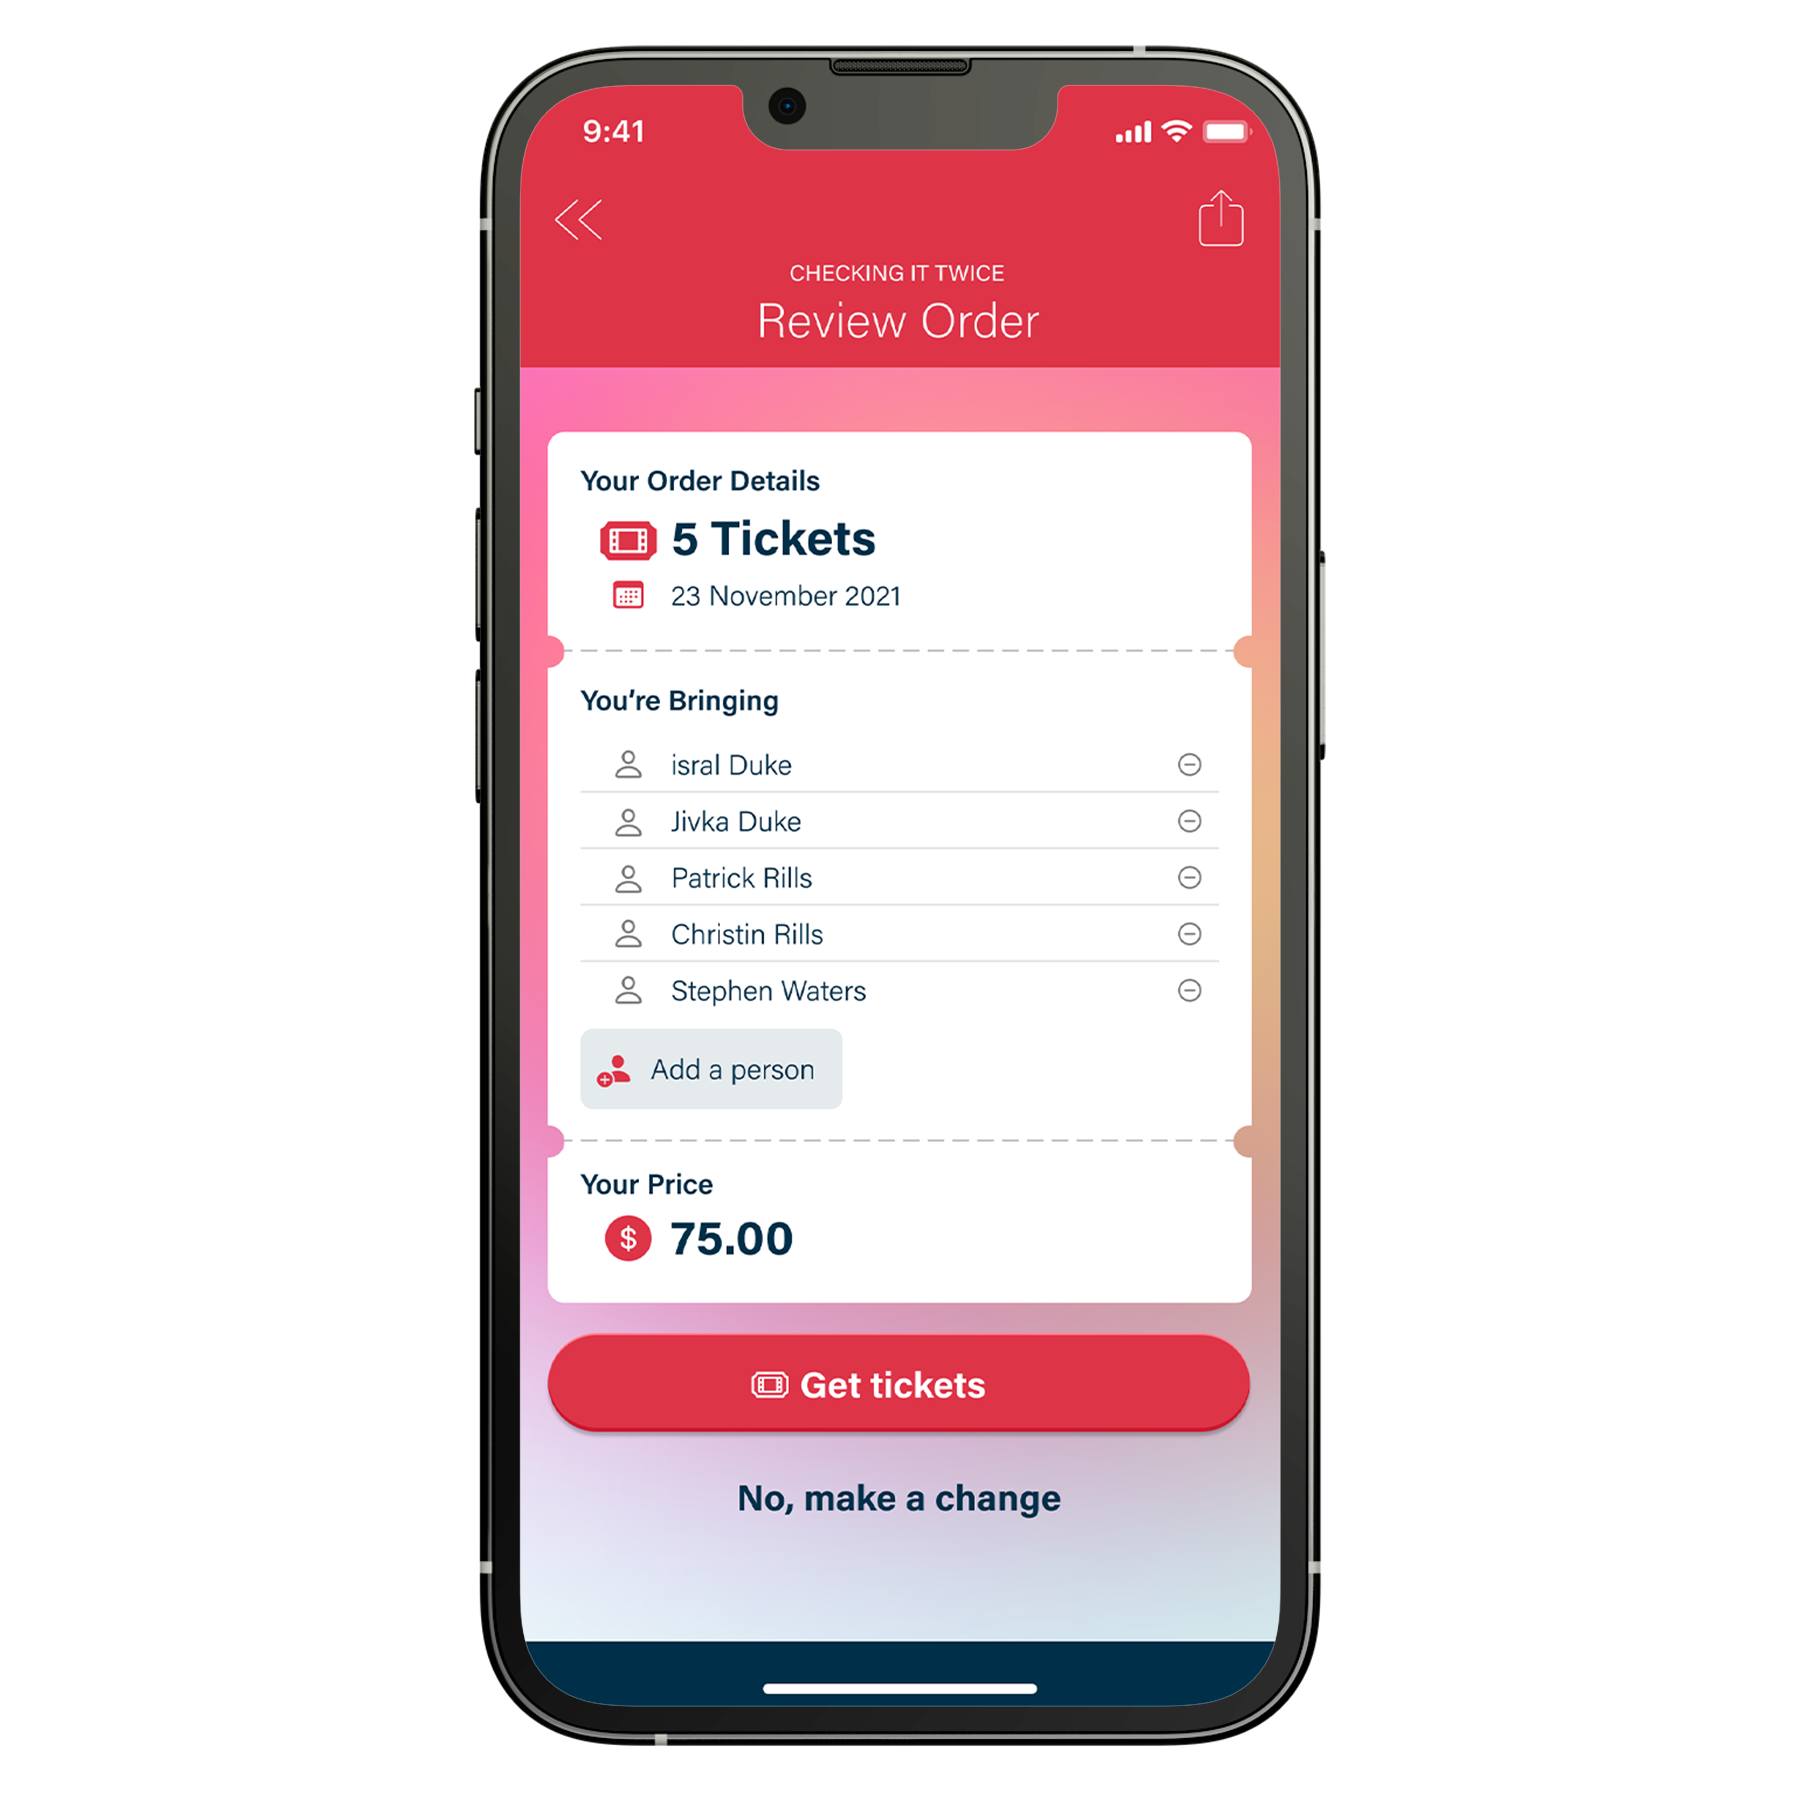 9:41
CHECKING IT TWICE
Review Order
Your Order Details
5 Tickets
23 November 2021
You're Bringing
isral Duke
Jivka Duke
Patrick Rills
Christin Rills
Stephen Waters
Add a person
Your Price
$ 75.00
Get tickets
No, make a change